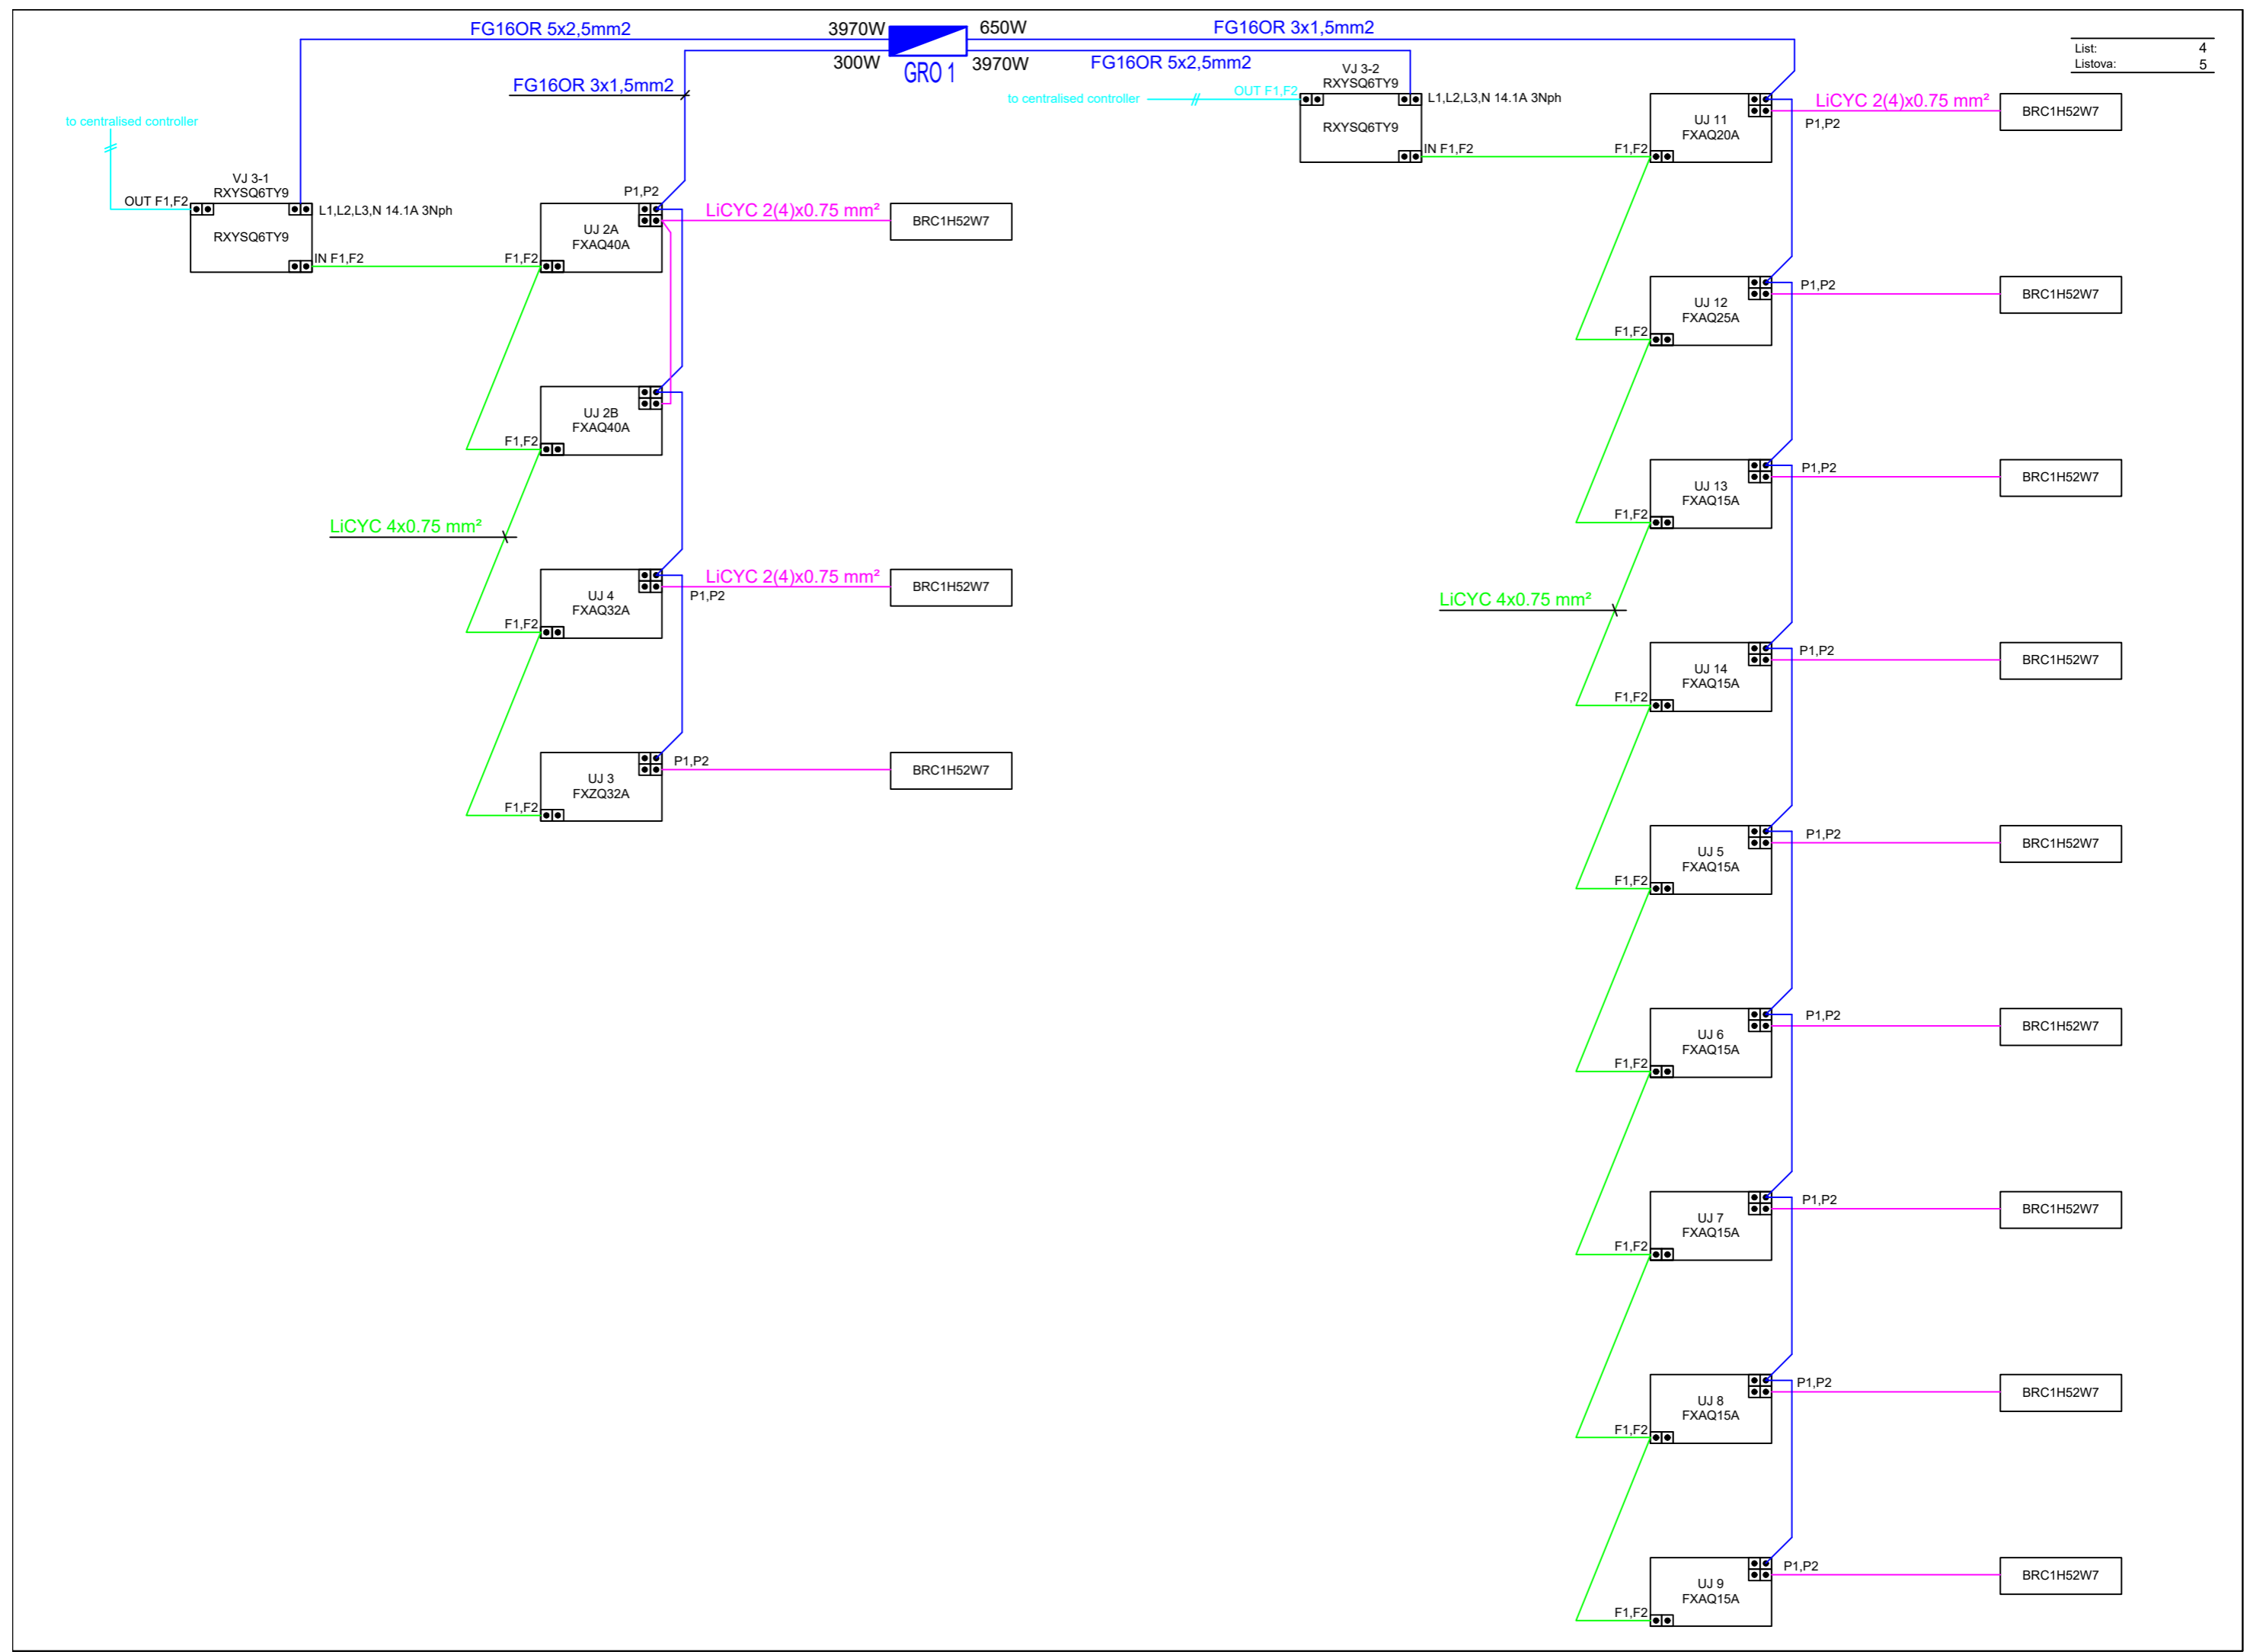 FG16OR 5x2,5mm2
3970W
650W
FG16OR 3x1,5mm2
300W
GRO 1
3970W
FG16OR 5x2,5mm2
List: 4
Listova: 5
FG16OR 3x1,5mm2
to centralised controller
VJ 3-1
RXYSQ6TY9
OUT F1,F2
L1,L2,L3,N 14.1A 3Nph
RXYSQ6TY9
IN F1,F2
F1,F2
P1,P2
UJ 2A
FXAQ40A
LiCYC 2(4)x0.75 mm²
BRC1H52W7
UJ 2B
FXAQ40A
F1,F2
LiCYC 4x0.75 mm²
UJ 4
FXAQ32A
F1,F2
LiCYC 2(4)x0.75 mm²
P1,P2
BRC1H52W7
UJ 3
FXZQ32A
F1,F2
P1,P2
BRC1H52W7
to centralised controller
OUT F1,F2
VJ 3-2
RXYSQ6TY9
L1,L2,L3,N 14.1A 3Nph
RXYSQ6TY9
IN F1,F2
F1,F2
UJ 11
FXAQ20A
LiCYC 2(4)x0.75 mm²
P1,P2
BRC1H52W7
UJ 12
FXAQ25A
F1,F2
P1,P2
BRC1H52W7
UJ 13
FXAQ15A
F1,F2
P1,P2
BRC1H52W7
LiCYC 4x0.75 mm²
UJ 14
FXAQ15A
F1,F2
P1,P2
BRC1H52W7
UJ 5
FXAQ15A
F1,F2
P1,P2
BRC1H52W7
UJ 6
FXAQ15A
F1,F2
P1,P2
BRC1H52W7
UJ 7
FXAQ15A
F1,F2
P1,P2
BRC1H52W7
UJ 8
FXAQ15A
F1,F2
P1,P2
BRC1H52W7
UJ 9
FXAQ15A
F1,F2
P1,P2
BRC1H52W7